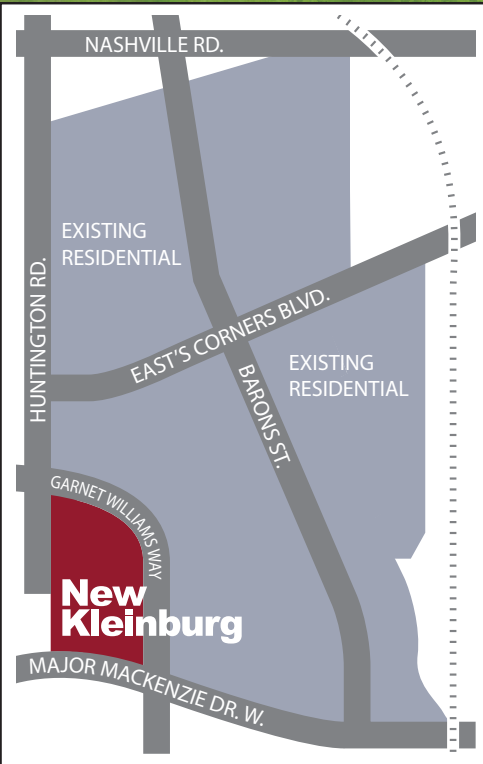 NASHVILLE RD.
EXISTING
RESIDENTIAL
HUNTINGTON RD.
EAST'S CORNERS BLVD.
EXISTING
RESIDENTIAL
BARONS ST.
GARNET WILLIAMS WAY
New
Kleinburg
MAJOR MACKENZIE DR. W.